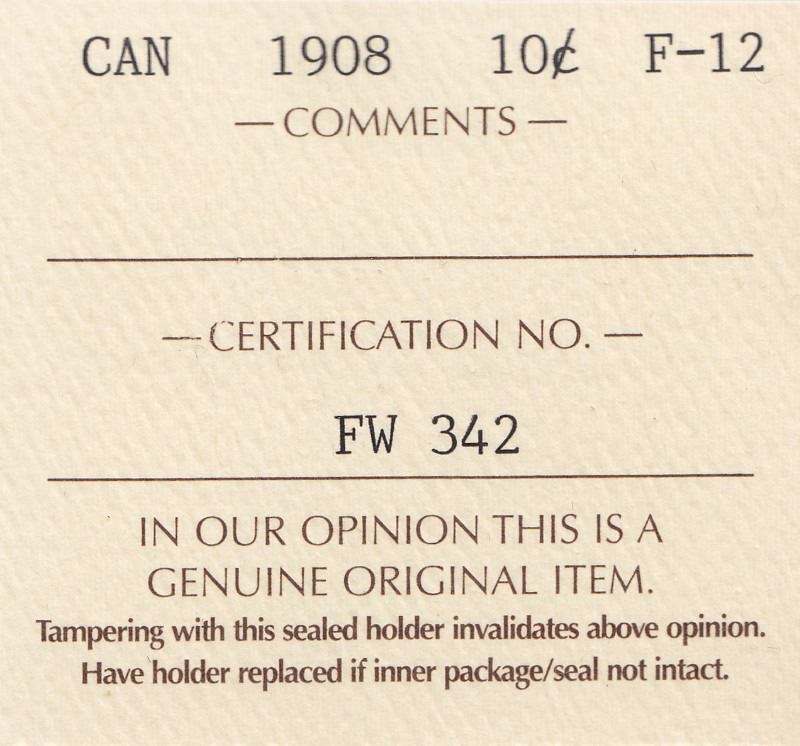 CAN 1908 10¢ F-12
— COMMENTS —
— CERTIFICATION NO. —
FW 342
IN OUR OPINION THIS IS A
GENUINE ORIGINAL ITEM.
Tampering with this sealed holder invalidates above opinion.
Have holder replaced if inner package/seal not intact.